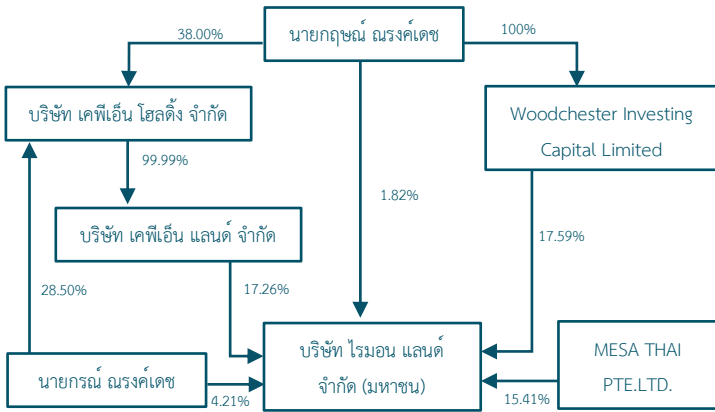 นายกฤษณ์ ณรงค์เดช
38.00%
100%
บริษัท เคพีเอ็น โฮลดิ้ง จำกัด
Woodchester Investing
Capital Limited
99.99%
1.82%
บริษัท เคพีเอ็น แลนด์ จำกัด
17.59%
28.50%
17.26%
บริษัท ไรมอน แลนด์
จำกัด (มหาชน)
MESA THAI
PTE.LTD.
นายกรณ์ ณรงค์เดช
4.21%
15.41%